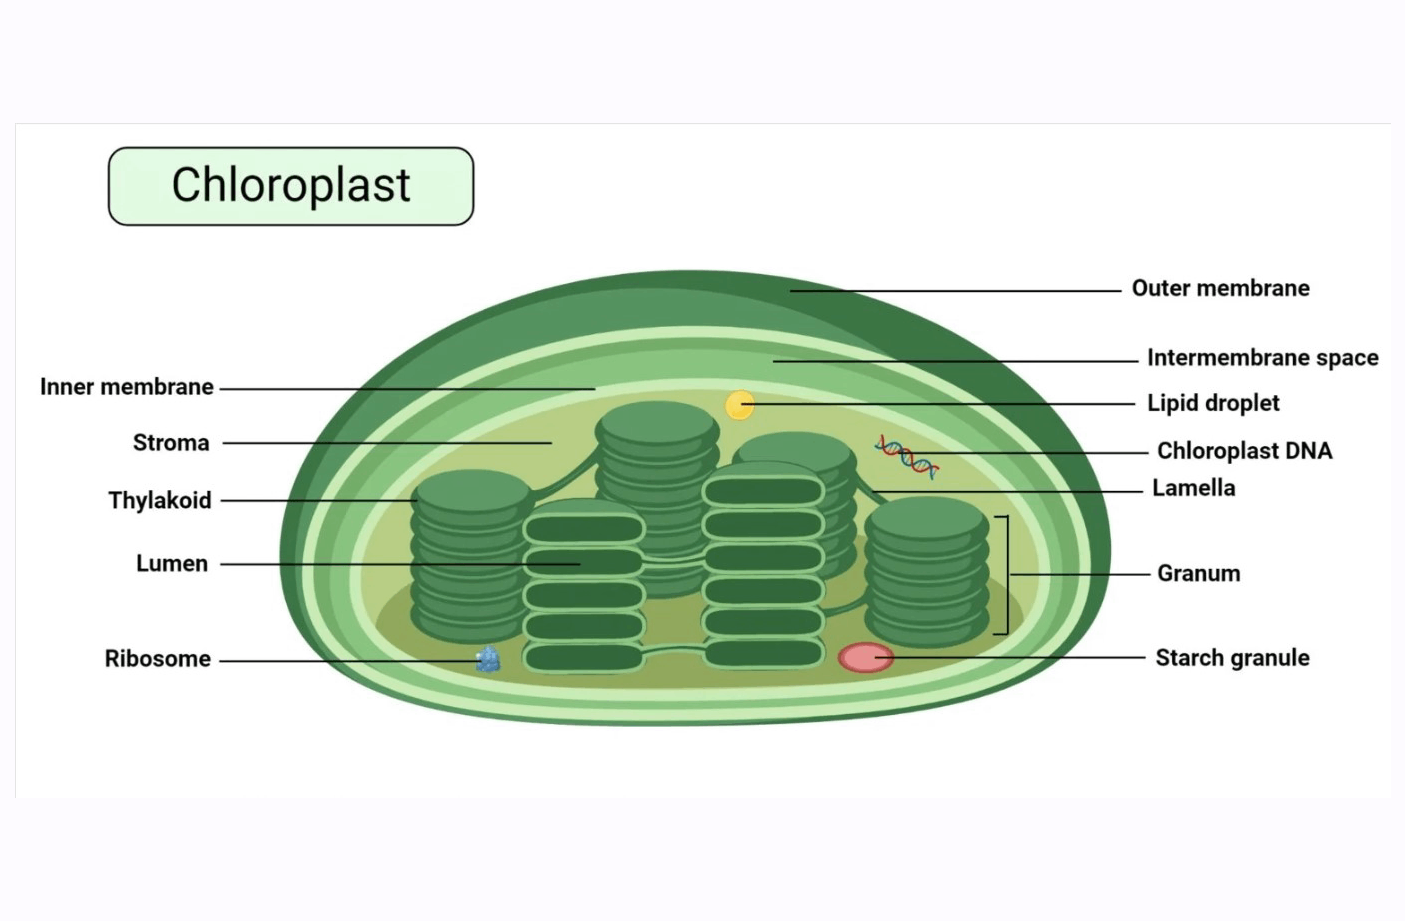 Chloroplast
Outer membrane
Intermembrane space
Inner membrane
Lipid droplet
Stroma
Chloroplast DNA
Lamella
Thylakoid
Lumen
Granum
Ribosome
Starch granule